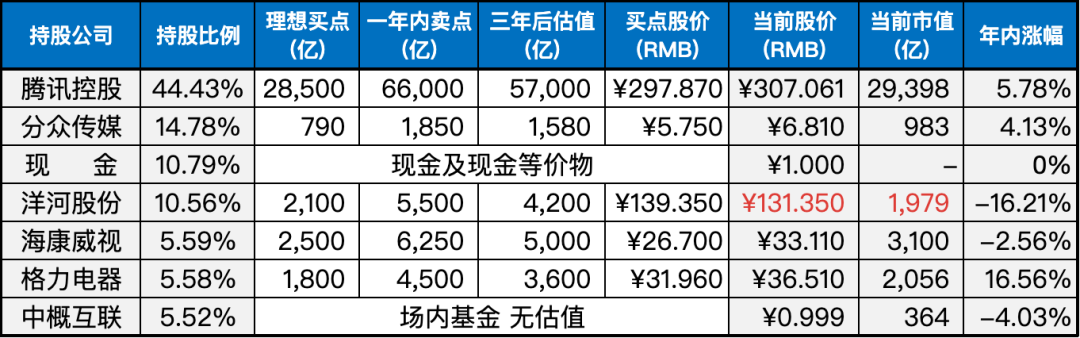 持股公司 持股比例 理想买点(亿) 一年内卖点(亿) 三年后估值(亿) 买点股价(RMB) 当前股价(RMB) 当前市值(亿) 年内涨幅
腾讯控股 44.43% 28,500 66,000 57,000 ¥297.870 ¥307.061 29,398 5.78%
分众传媒 14.78% 790 1,850 1,580 ¥5.750 ¥6.810 983 4.13%
现 金 10.79% 现金及现金等价物 ¥1.000 – 0%
洋河股份 10.56% 2,100 5,500 4,200 ¥139.350 ¥131.350 1,979 –16.21%
海康威视 5.59% 2,500 6,250 5,000 ¥26.700 ¥33.110 3,100 –2.56%
格力电器 5.58% 1,800 4,500 3,600 ¥31.960 ¥36.510 2,056 16.56%
中概互联 5.52% 场内基金 无估值 ¥0.999 364 –4.03%